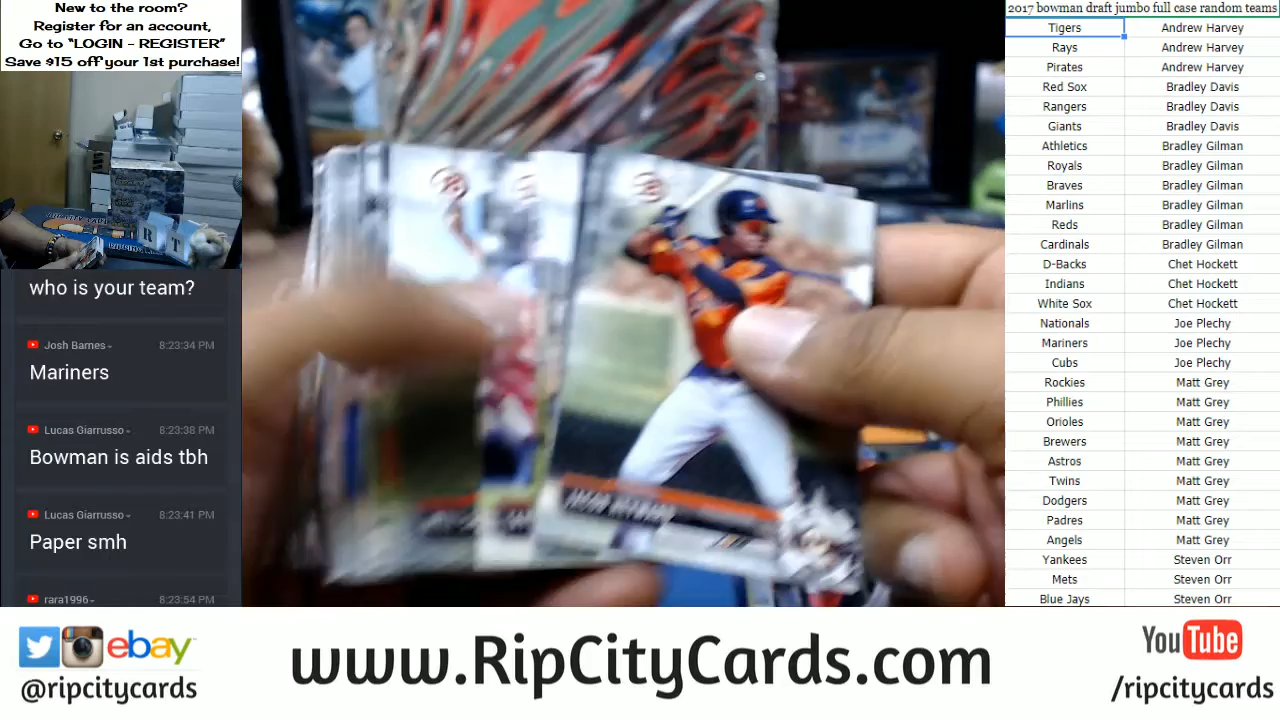 New to the room?
Register for an account,
Go to "LOGIN - REGISTER"
Save $15 off your 1st purchase!
who is your team?
Josh Bames 8:23:34 PM
Mariners
Lucas Giarrusso 8:23:38 PM
Bowman is aids tbh
Lucas Giarrusso 8:23:41 PM
Paper smh
rara1996 8:23:54 PM
2017 bowman draft jumbo full case random teams
Tigers Andrew Harvey
Rays Andrew Harvey
Pirates Andrew Harvey
Red Sox Bradley Davis
Rangers Bradley Davis
Giants Bradley Davis
Athletics Bradley Gilman
Royals Bradley Gilman
Braves Bradley Gilman
Marlins Bradley Gilman
Reds Bradley Gilman
Cardinals Bradley Gilman
D-Backs Chet Hockett
Indians Chet Hockett
White Sox Chet Hockett
Nationals Joe Plechy
Mariners Joe Plechy
Cubs Joe Plechy
Rockies Matt Grey
Phillies Matt Grey
Orioles Matt Grey
Brewers Matt Grey
Astros Matt Grey
Twins Matt Grey
Dodgers Matt Grey
Padres Matt Grey
Angels Matt Grey
Yankees Steven Orr
Mets Steven Orr
Blue Jays Steven Orr
ebay
@ripcitycards
www.RipCityCards.com
YouTube
/ripcitycards